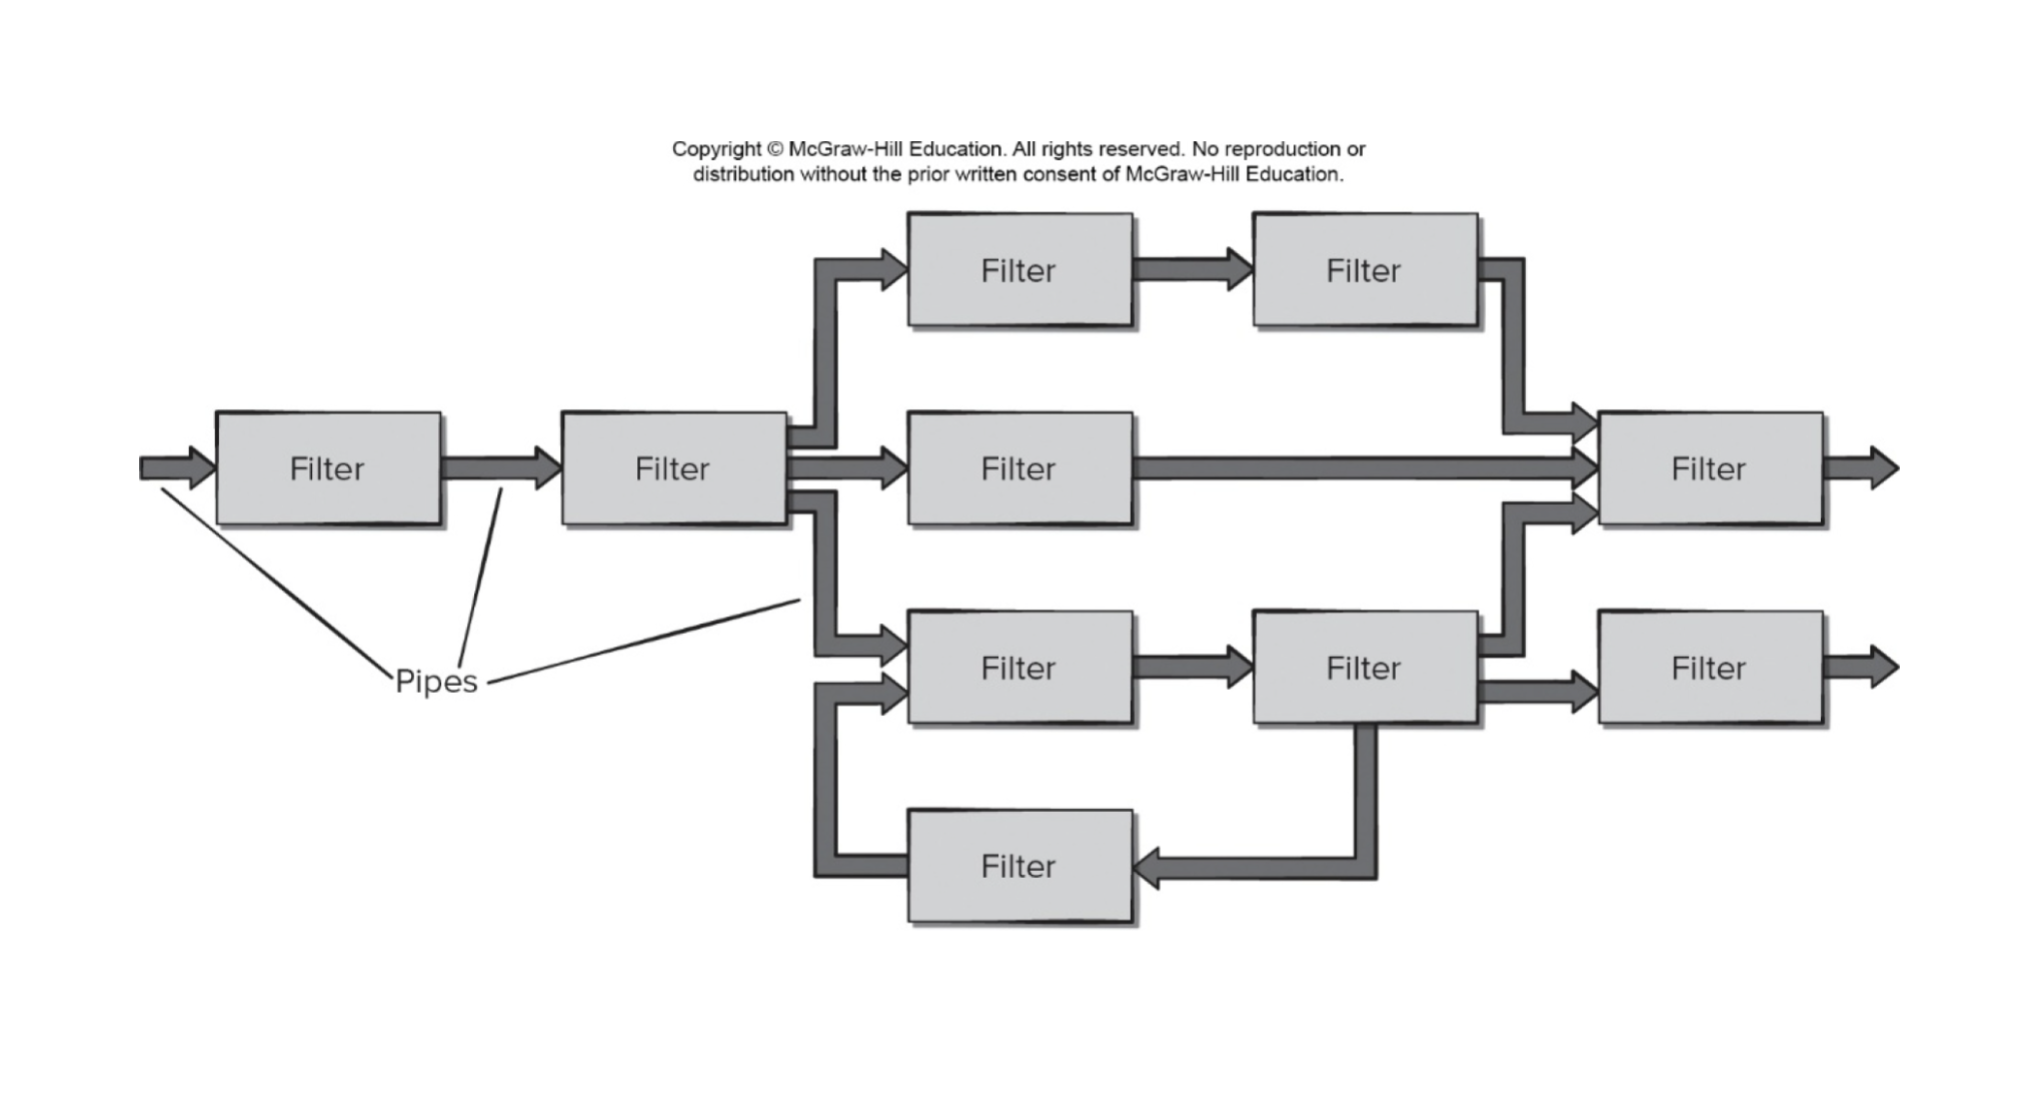 Copyright © McGraw-Hill Education. All rights reserved. No reproduction or
distribution without the prior written consent of McGraw-Hill Education.
Filter
Filter
Filter
Filter
Filter
Filter
Filter
Filter
Filter
Pipes
Filter